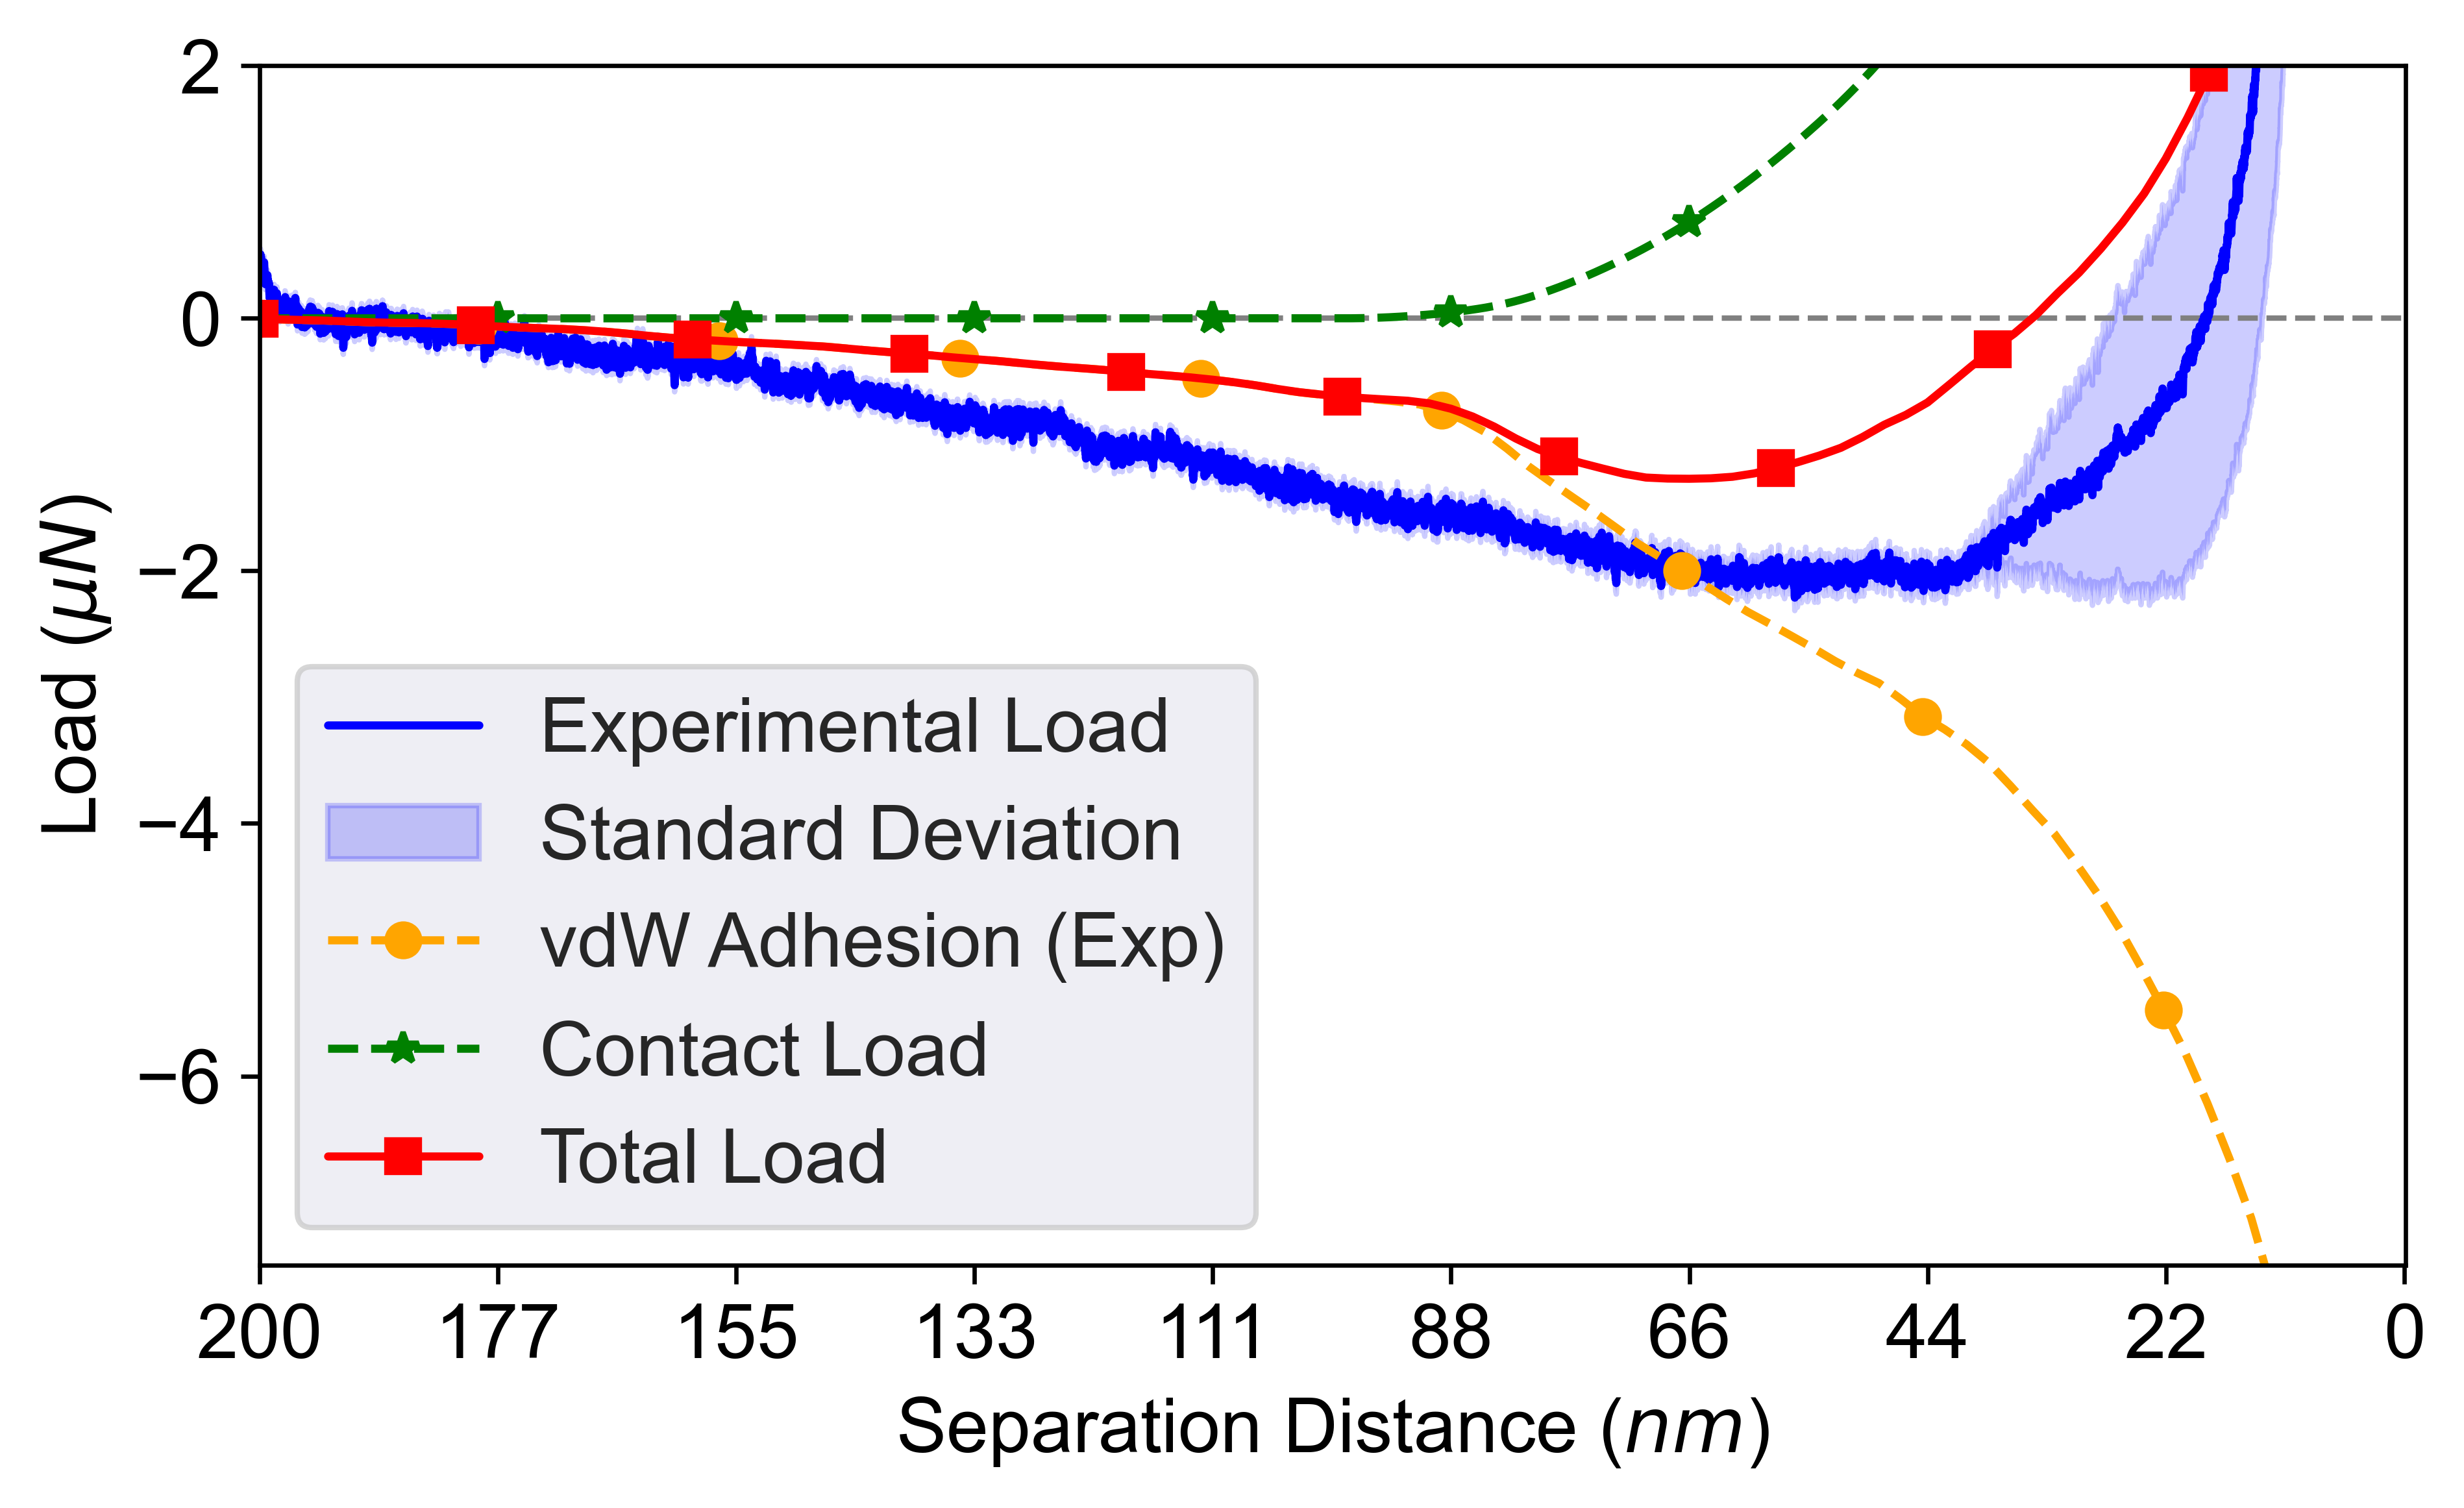 2
0
−2
−4
−6
Load (μN)
Experimental Load
Standard Deviation
vdW Adhesion (Exp)
Contact Load
Total Load
200 177 155 133 111 88 66 44 22 0
Separation Distance (nm)